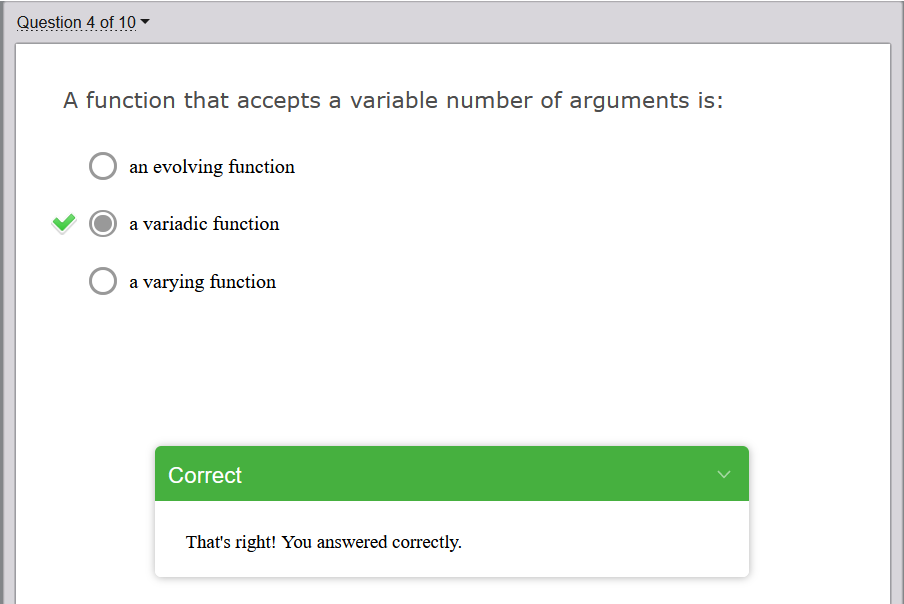 Question 4 of 10
A function that accepts a variable number of arguments is:
an evolving function
a variadic function
a varying function
Correct
That's right! You answered correctly.